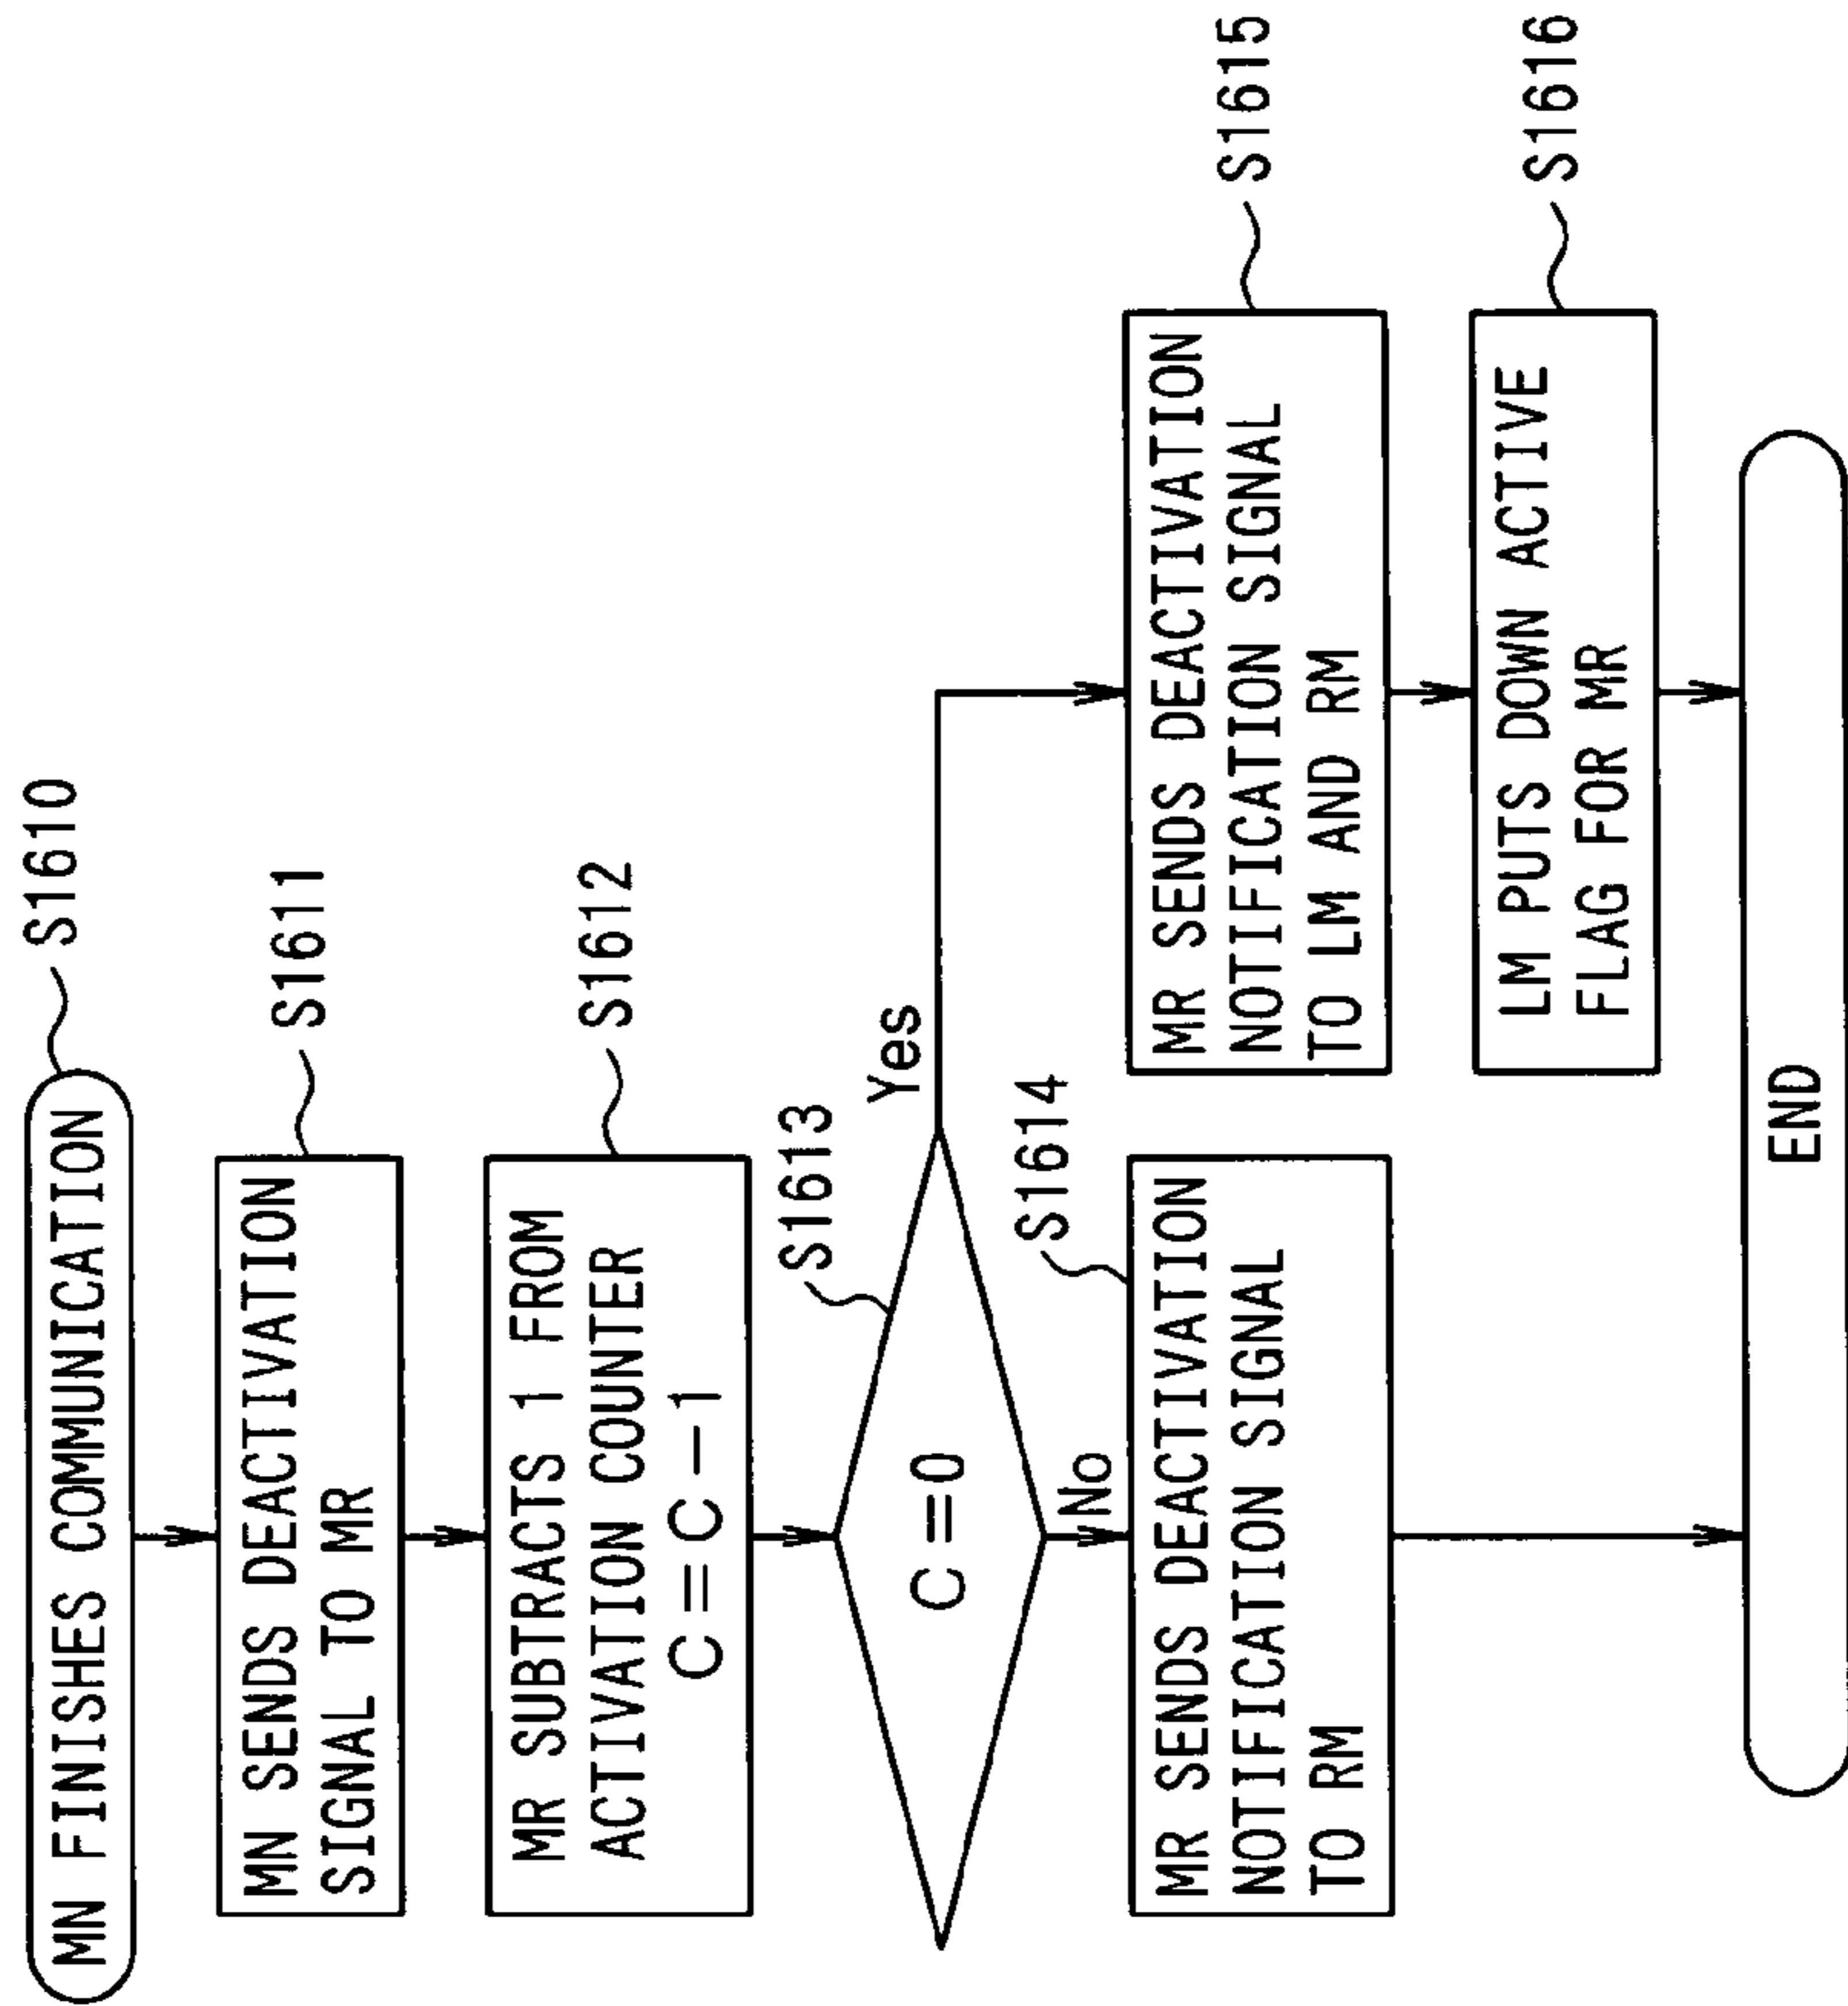 MN FINISHES COMMUNICATION
S1610
MN SENDS DEACTIVATION
SIGNAL TO MR
S1611
MR SUBTRACTS 1 FROM
ACTIVATION COUNTER
C=C-1
S1612
C=0
S1613
Yes
No
MR SENDS DEACTIVATION
NOTIFICATION SIGNAL
TO RM
S1614
MR SENDS DEACTIVATION
NOTIFICATION SIGNAL
TO LM AND RM
S1615
LM PUTS DOWN ACTIVE
FLAG FOR MR
S1616
END